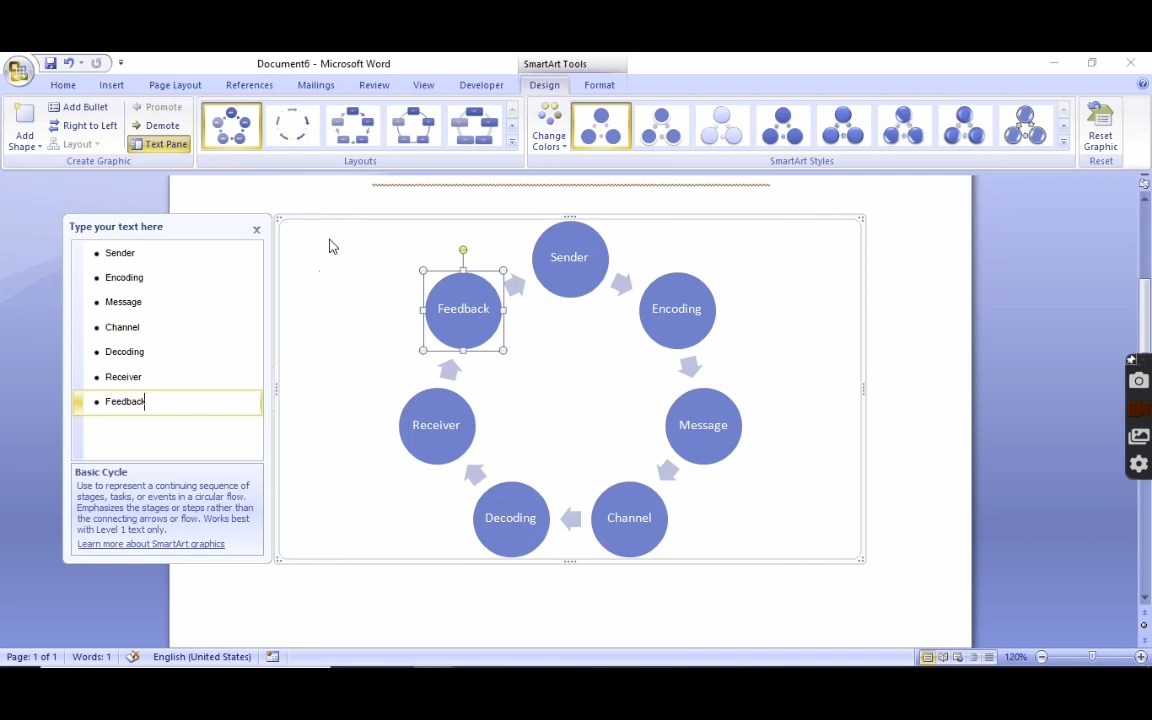 Document6 - Microsoft Word
SmartArt Tools
Home Insert Page Layout References Mailings Review View Developer Design Format
Add Shape
Add Bullet
Right to Left
Layout
Promote
Demote
Text Pane
Create Graphic
Layouts
Change Colors
SmartArt Styles
Reset Graphic
Reset
Type your text here
Sender
Encoding
Message
Channel
Decoding
Receiver
Feedback
Basic Cycle
Use to represent a continuing sequence of
stages, tasks, or events in a circular flow.
Emphasizes the stages or steps rather than
the connecting arrows or flow. Works best
with Level 1 text only.
Learn more about SmartArt graphics
Sender
Encoding
Message
Channel
Decoding
Receiver
Feedback
Page: 1 of 1 Words: 1 English (United States) 120%